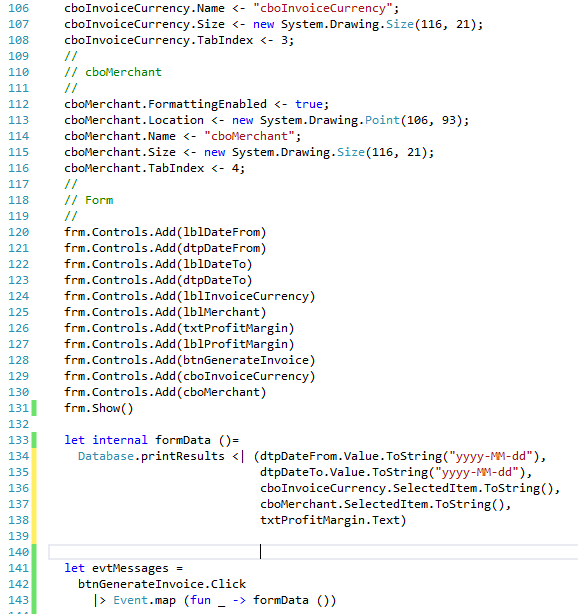 106 cboInvoiceCurrency.Name <- "cboInvoiceCurrency";
107 cboInvoiceCurrency.Size <- new System.Drawing.Size(116, 21);
108 cboInvoiceCurrency.TabIndex <- 3;
109 //
110 // cboMerchant
111 //
112 cboMerchant.FormattingEnabled <- true;
113 cboMerchant.Location <- new System.Drawing.Point(106, 93);
114 cboMerchant.Name <- "cboMerchant";
115 cboMerchant.Size <- new System.Drawing.Size(116, 21);
116 cboMerchant.TabIndex <- 4;
117 //
118 // Form
119 //
120 frm.Controls.Add(lblDateFrom)
121 frm.Controls.Add(dtpDateFrom)
122 frm.Controls.Add(lblDateTo)
123 frm.Controls.Add(dtpDateTo)
124 frm.Controls.Add(lblInvoiceCurrency)
125 frm.Controls.Add(lblMerchant)
126 frm.Controls.Add(txtProfitMargin)
127 frm.Controls.Add(lblProfitMargin)
128 frm.Controls.Add(btnGenerateInvoice)
129 frm.Controls.Add(cboInvoiceCurrency)
130 frm.Controls.Add(cboMerchant)
131 frm.Show()
132
133 let internal formData ()=
134   Database.printResults <| (dtpDateFrom.Value.ToString("yyyy-MM-dd"),
135                             dtpDateTo.Value.ToString("yyyy-MM-dd"),
136                             cboInvoiceCurrency.SelectedItem.ToString(),
137                             cboMerchant.SelectedItem.ToString(),
138                             txtProfitMargin.Text)
139
140
141 let evtMessages =
142   btnGenerateInvoice.Click
143     |> Event.map (fun _ -> formData ())